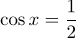 cos x = 1/2